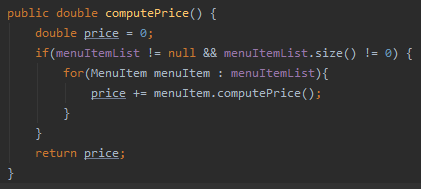 public double computePrice() {
    double price = 0;
    if(menuItemList != null && menuItemList.size() != 0) {
        for(MenuItem menuItem : menuItemList){
            price += menuItem.computePrice();
        }
    }
    return price;
}